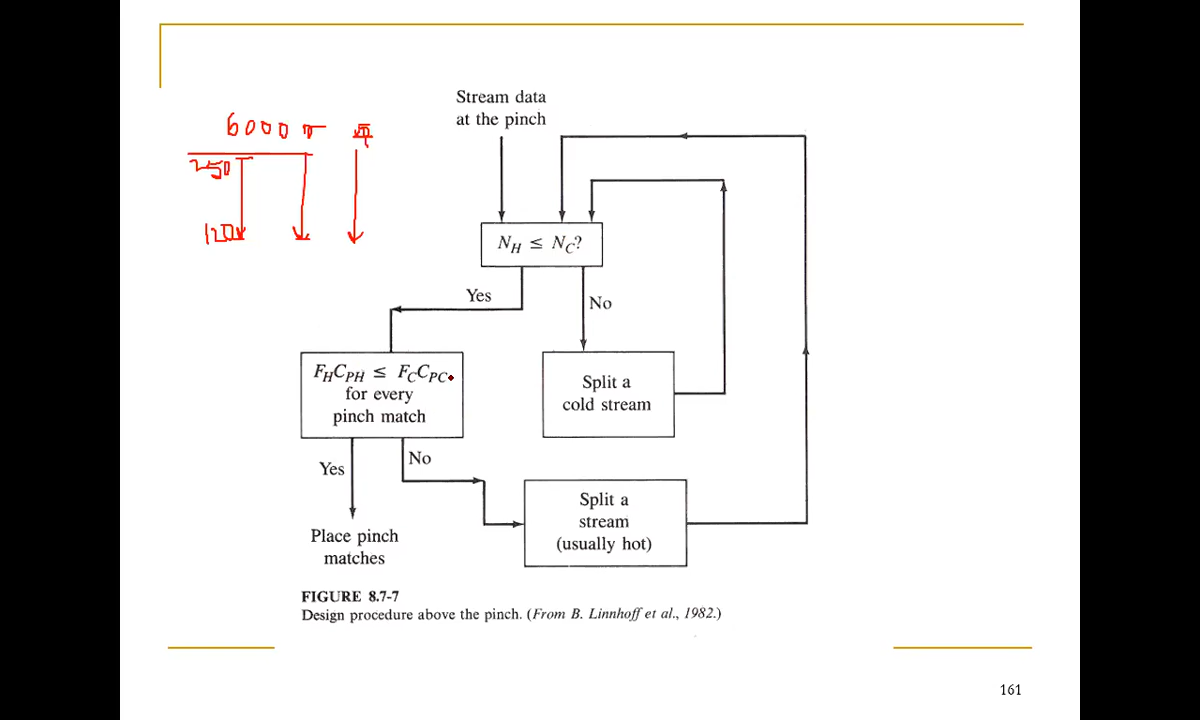 Stream data
at the pinch
6000
250
120
N_H ≤ N_C?
Yes
No
F_HC_PH ≤ F_CC_PC
for every
pinch match
Split a
cold stream
Yes
No
Split a
stream
(usually hot)
Place pinch
matches
FIGURE 8.7-7
Design procedure above the pinch. (From B. Linnhoff et al., 1982.)
161